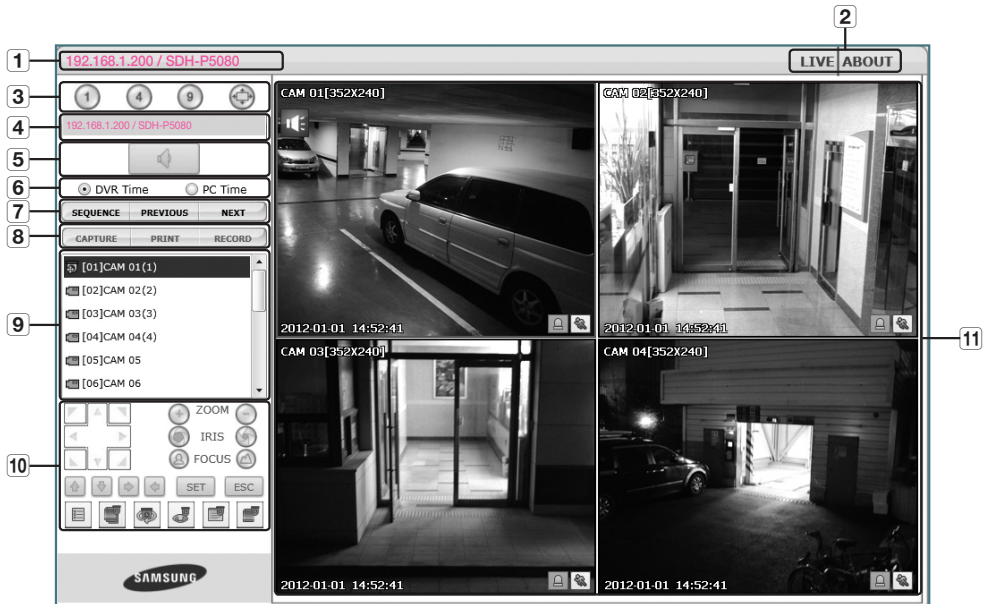 2
1
192.168.1.200 / SDH-P5080
LIVE ABOUT
3
1 4 9
4
192.168.1.200 / SDH-P5080
5
6
DVR Time PC Time
7
SEQUENCE PREVIOUS NEXT
8
CAPTURE PRINT RECORD
9
[01]CAM 01(1)
[02]CAM 02(2)
[03]CAM 03(3)
[04]CAM 04(4)
[05]CAM 05
[06]CAM 06
10
ZOOM
IRIS
FOCUS
SET ESC
SAMSUNG
CAM 01[352X240]
2012-01-01 14:52:41
CAM 02[352X240]
2012-01-01 14:52:41
CAM 03[352X240]
2012-01-01 14:52:41
CAM 04[352X240]
2012-01-01 14:52:41
11